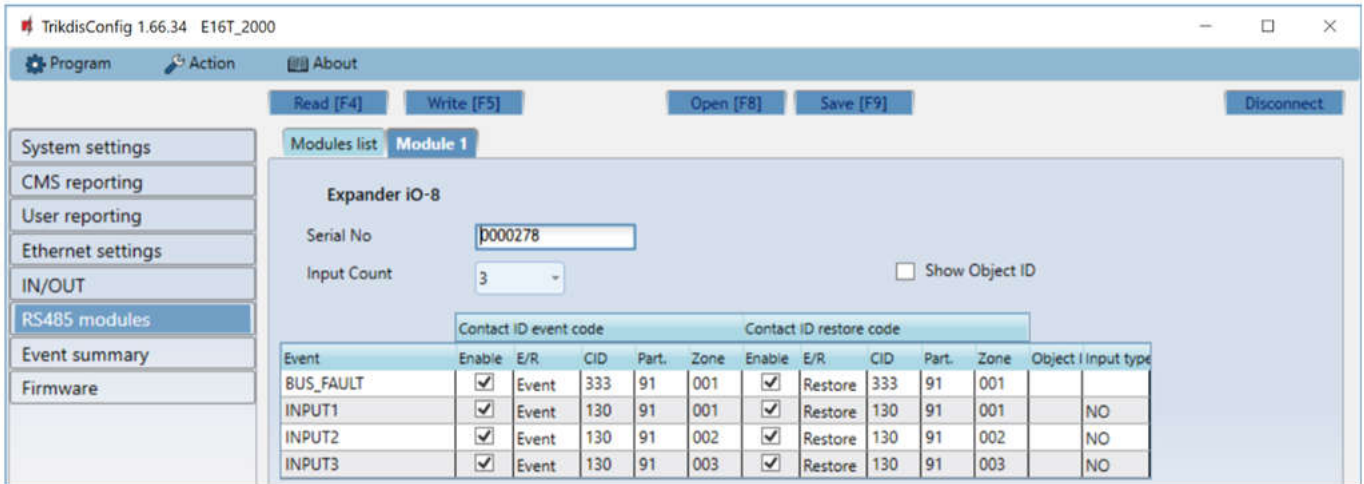 TrikdisConfig 1.66.34 E16T_2000
Program Action About
Read [F4] Write [F5] Open [F8] Save [F9] Disconnect
System settings
CMS reporting
User reporting
Ethernet settings
IN/OUT
RS485 modules
Event summary
Firmware
Modules list Module 1
Expander iO-8
Serial No 0000278
Input Count 3 Show Object ID
Contact ID event code Contact ID restore code
Event Enable E/R CID Part. Zone Enable E/R CID Part. Zone Object I Input type
BUS_FAULT Event 333 91 001 Restore 333 91 001
INPUT1 Event 130 91 001 Restore 130 91 001 NO
INPUT2 Event 130 91 002 Restore 130 91 002 NO
INPUT3 Event 130 91 003 Restore 130 91 003 NO